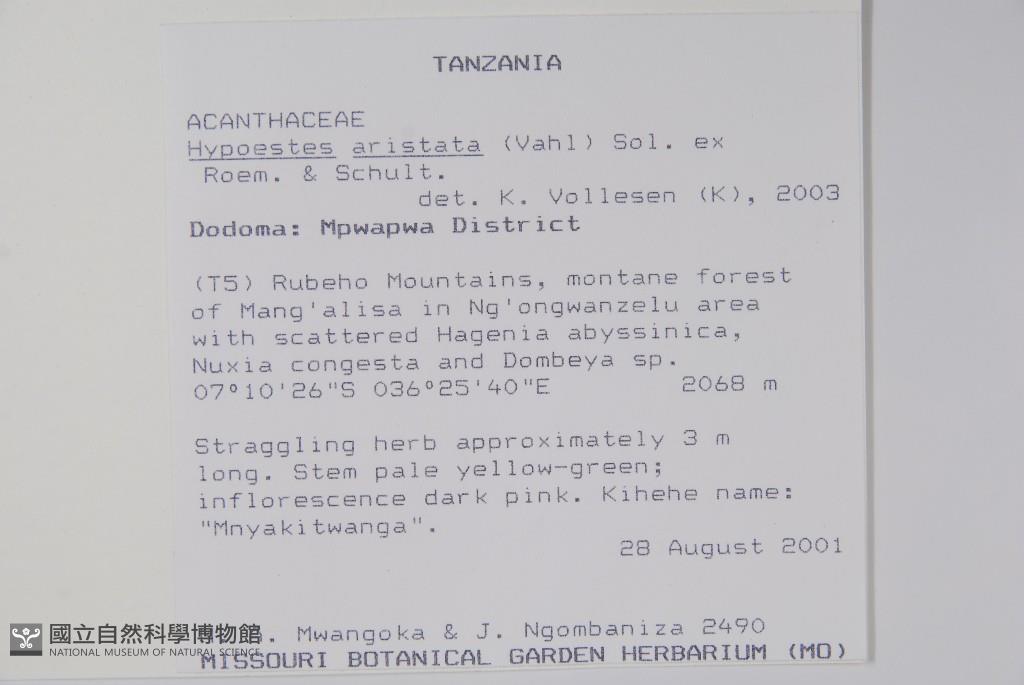 TANZANIA
ACANTHACEAE
Hypoestes aristata (Vahl) Sol. ex
Roem. & Schult.
det. K. Vollesen (K), 2003
Dodoma: Mpwapwa District
(T5) Rubeho Mountains, montane forest
of Mang'alisa in Ng'ongwanzelu area
with scattered Hagenia abyssinica,
Nuxia congesta and Dombeya sp.
07°10'26"S 036°25'40"E 2068 m
Straggling herb approximately 3 m
long. Stem pale yellow-green;
inflorescence dark pink. Kihehe name:
"Mnyakitwanga".
28 August 2001
Mwangoka & J. Ngombaniza 2490
MISSOURI BOTANICAL GARDEN HERBARIUM (MO)
國立自然科學博物館
NATIONAL MUSEUM OF NATURAL SCIENCE